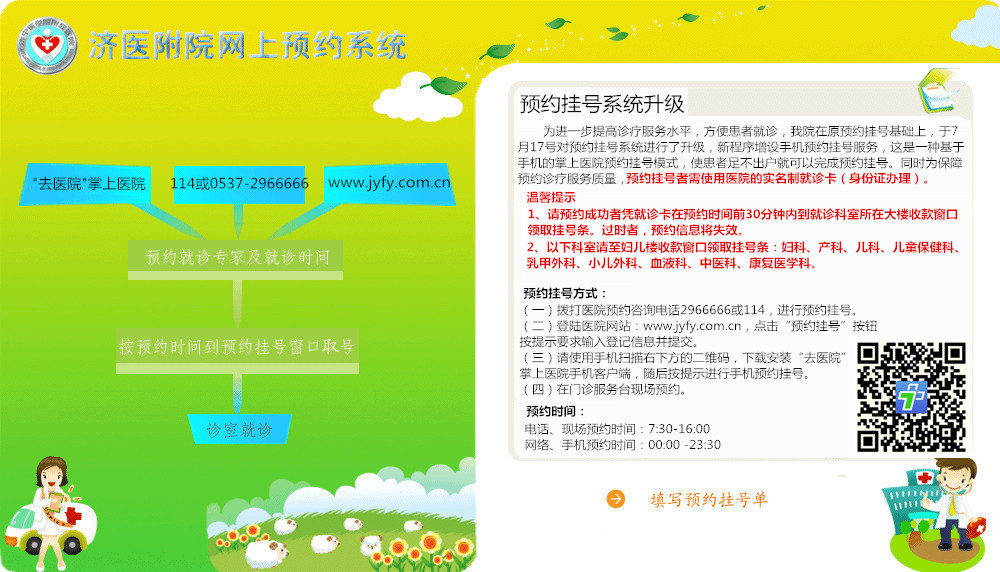 济医附院网上预约系统
"去医院"掌上医院
114或0537-2966666
www.jyfy.com.cn
预约就诊专家及就诊时间
按预约时间到预约挂号窗口取号
诊室就诊
预约挂号系统升级
为进一步提高诊疗服务水平，方便患者就诊，我院在原预约挂号基础上，于7
月17号对预约挂号系统进行了升级，新程序增设手机预约挂号服务，这是一种基于
手机的掌上医院预约挂号模式，使患者足不出户就可以完成预约挂号。同时为保障
预约诊疗服务质量，预约挂号者需使用医院的实名制就诊卡（身份证办理）。
温馨提示
1、请预约成功者凭就诊卡在预约时间前30分钟内到就诊科室所在大楼收款窗口
领取挂号条。过时者，预约信息将失效。
2、以下科室请至妇儿楼收款窗口领取挂号条：妇科、产科、儿科、儿童保健科、
乳甲外科、小儿外科、血液科、中医科、康复医学科。
预约挂号方式：
（一）拨打医院预约咨询电话2966666或114，进行预约挂号。
（二）登陆医院网站：www.jyfy.com.cn，点击“预约挂号”按钮
按提示要求输入登记信息并提交。
（三）请使用手机扫描右下方的二维码，下载安装“去医院”
掌上医院手机客户端，随后按提示进行手机预约挂号。
（四）在门诊服务台现场预约。
预约时间：
电话、现场预约时间：7:30-16:00
网络、手机预约时间：00:00 -23:30
填写预约挂号单